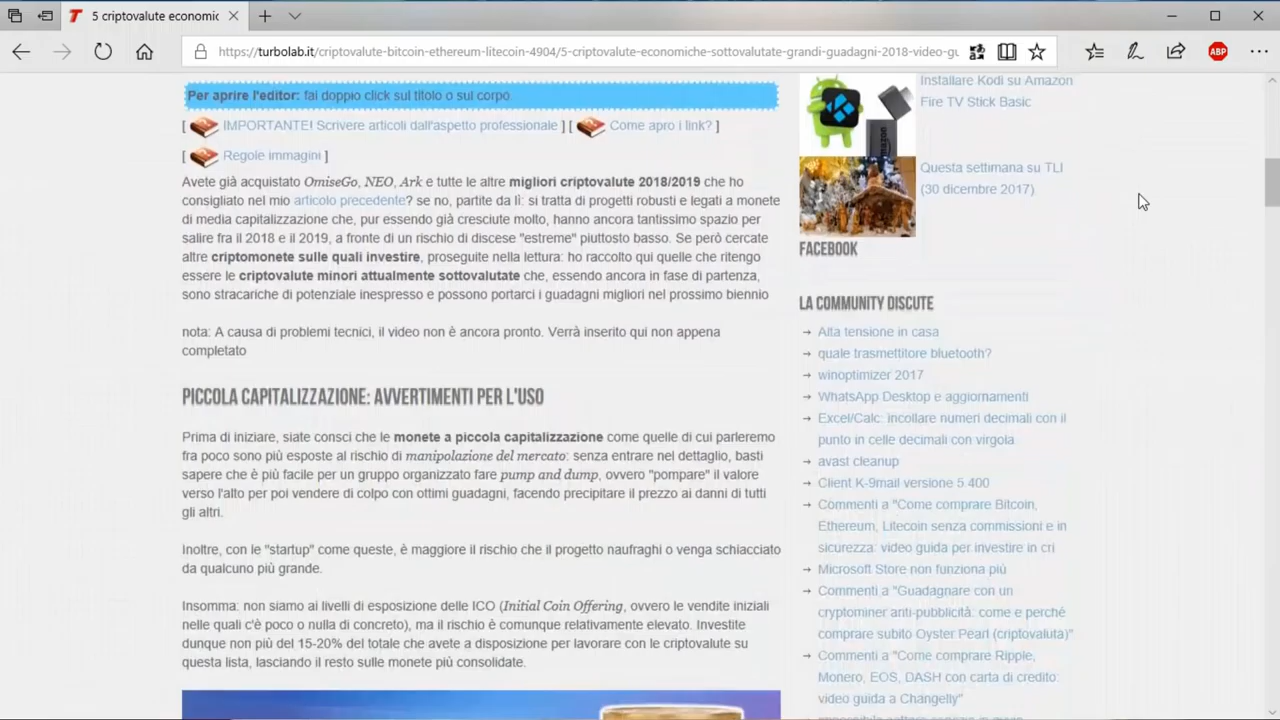 5 criptovalute economic
https://turbolab.it/criptovalute-bitcoin-ethereum-litecoin-4904/5-criptovalute-economiche-sottovalutate-grandi-guadagni-2018-video-gu
ABP
Per aprire l'editor: fai doppio click sul titolo o sul corpo
[ IMPORTANTE! Scrivere articoli dall'aspetto professionale ] [ Come apro i link? ]
[ Regole immagini ]
Avete già acquistato OmiseGo, NEO, Ark e tutte le altre migliori criptovalute 2018/2019 che ho
consigliato nel mio articolo precedente? se no, partite da lì: si tratta di progetti robusti e legati a monete
di media capitalizzazione che, pur essendo già cresciute molto, hanno ancora tantissimo spazio per
salire fra il 2018 e il 2019, a fronte di un rischio di discese "estreme" piuttosto basso. Se però cercate
altre criptomonete sulle quali investire, proseguite nella lettura: ho raccolto qui quelle che ritengo
essere le criptovalute minori attualmente sottovalutate che, essendo ancora in fase di partenza,
sono stracariche di potenziale inespresso e possono portarci i guadagni migliori nel prossimo biennio
nota: A causa di problemi tecnici, il video non è ancora pronto. Verrà inserito qui non appena
completato
PICCOLA CAPITALIZZAZIONE: AVVERTIMENTI PER L'USO
Prima di iniziare, siate consci che le monete a piccola capitalizzazione come quelle di cui parleremo
fra poco sono più esposte al rischio di manipolazione del mercato: senza entrare nel dettaglio, basti
sapere che è più facile per un gruppo organizzato fare pump and dump, ovvero "pompare" il valore
verso l'alto per poi vendere di colpo con ottimi guadagni, facendo precipitare il prezzo ai danni di tutti
gli altri.
Inoltre, con le "startup" come queste, è maggiore il rischio che il progetto naufraghi o venga schiacciato
da qualcuno più grande.
Insomma: non siamo ai livelli di esposizione delle ICO (Initial Coin Offering, ovvero le vendite iniziali
nelle quali c'è poco o nulla di concreto), ma il rischio è comunque relativamente elevato. Investite
dunque non più del 15-20% del totale che avete a disposizione per lavorare con le criptovalute su
questa lista, lasciando il resto sulle monete più consolidate.
amazon
Installare Kodi su Amazon
Fire TV Stick Basic
Questa settimana su TLI
(30 dicembre 2017)
FACEBOOK
LA COMMUNITY DISCUTE
→ Alta tensione in casa
→ quale trasmettitore bluetooth?
→ winoptimizer 2017
→ WhatsApp Desktop e aggiornamenti
→ Excel/Calc: incollare numeri decimali con il
punto in celle decimali con virgola.
→ avast cleanup
→ Client K-9mail versione 5 400
→ Commenti a "Come comprare Bitcoin,
Ethereum, Litecoin senza commissioni e in
sicurezza: video guida per investire in cri
→ Microsoft Store non funziona più
→ Commenti a "Guadagnare con un
cryptominer anti-pubblicità: come e perché
comprare subito Oyster Pearl (criptovaluta)"
→ Commenti a "Come comprare Ripple,
Monero, EOS, DASH con carta di credito:
video guida a Changelly"